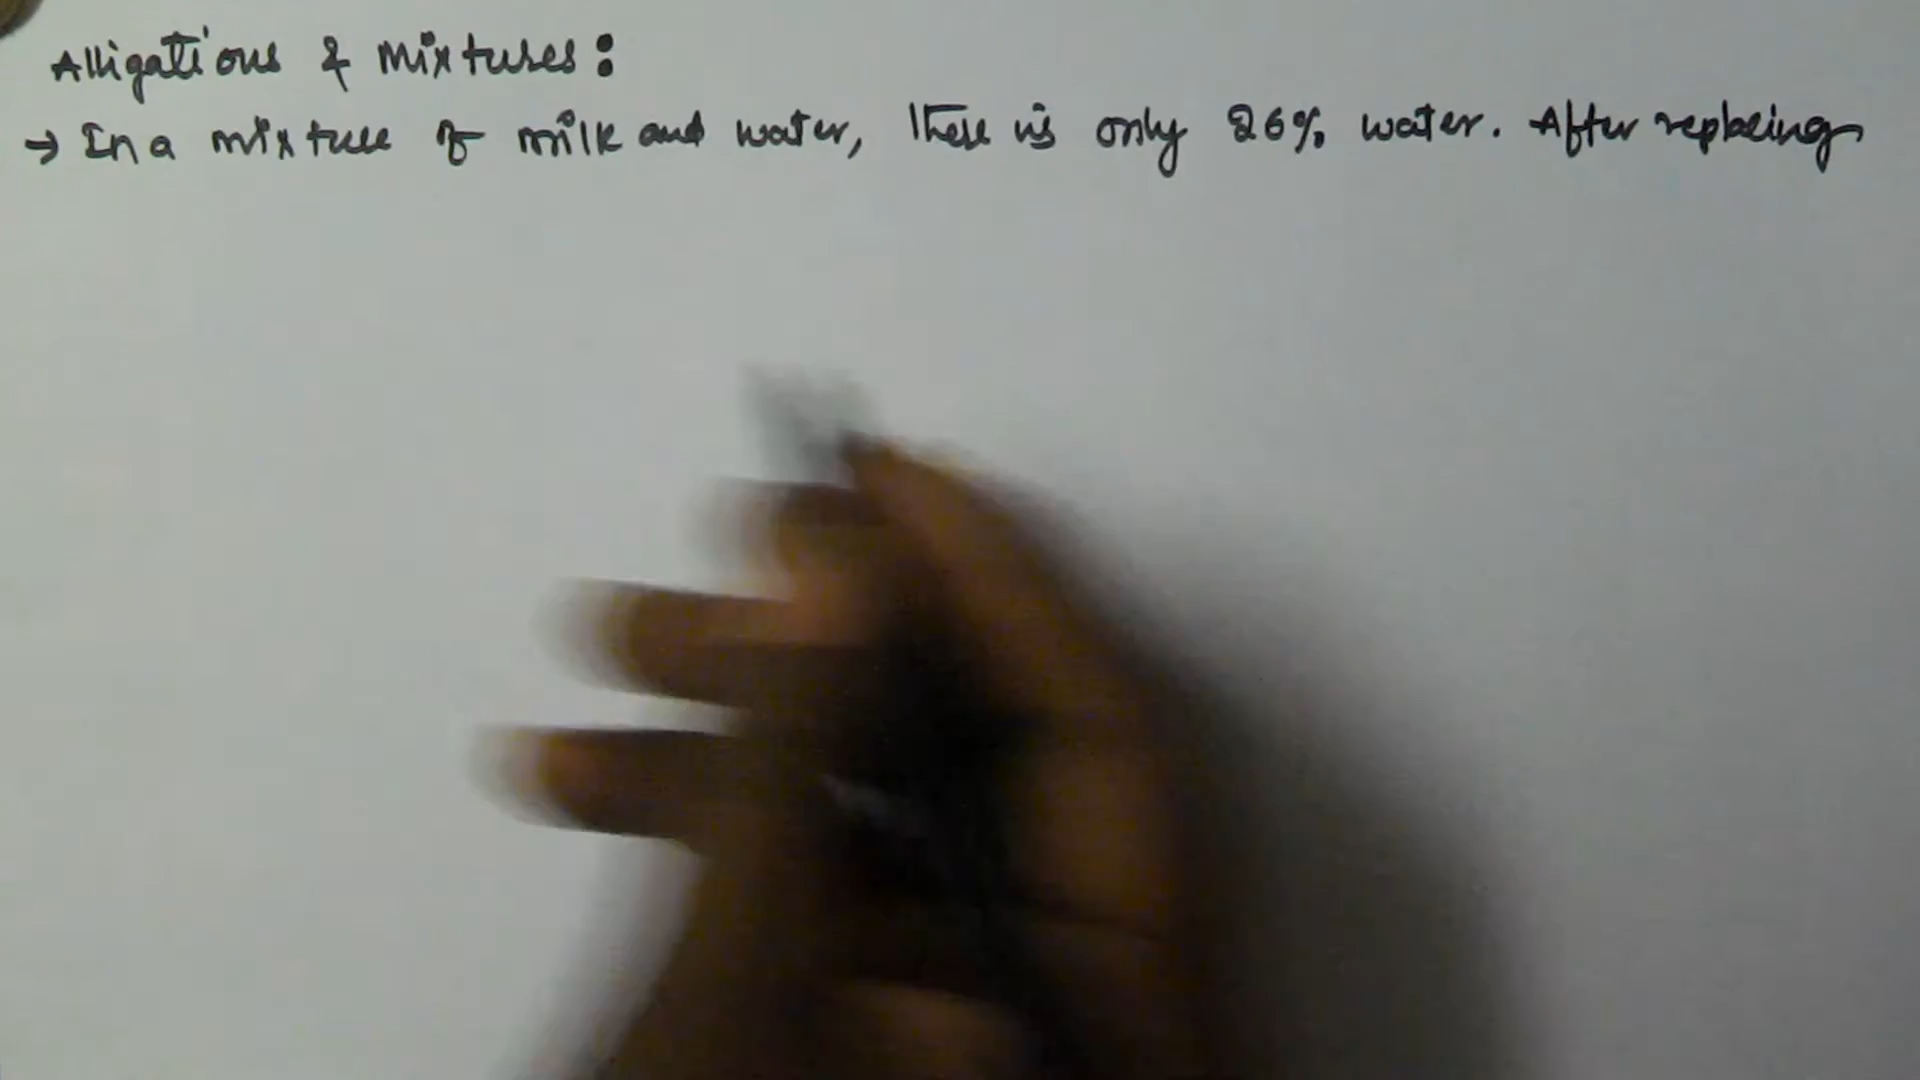 Alligations & Mixtures:
→ In a mixture of milk and water, there is only 26% water. After replacing